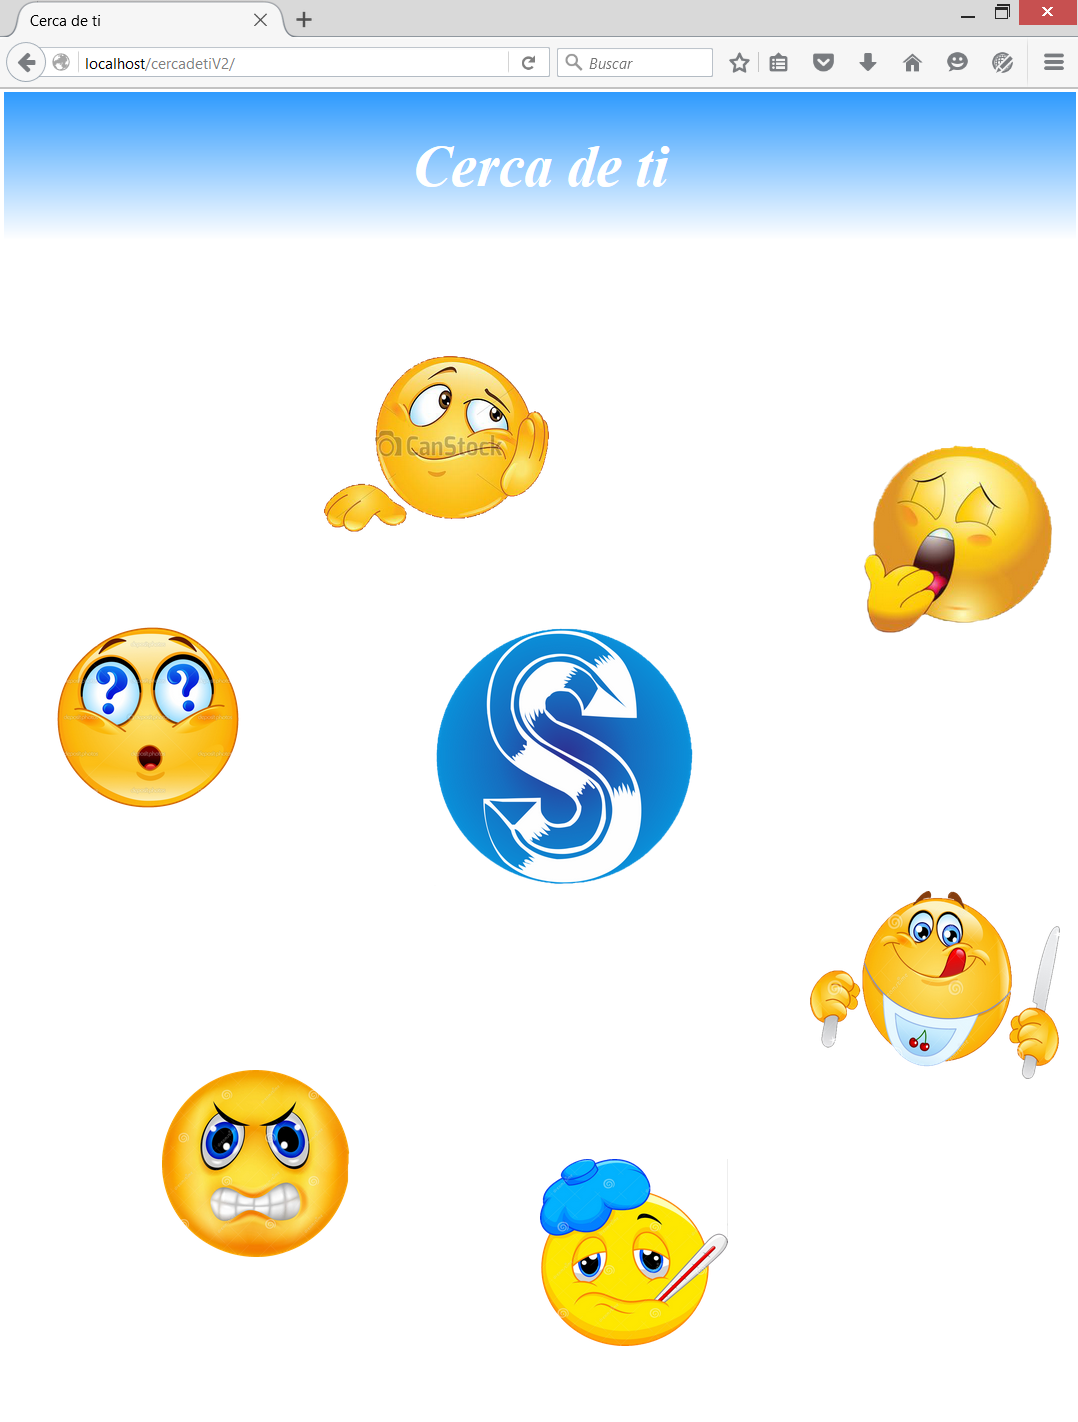 Cerca de ti
localhost/cercadetiV2/
Buscar
Cerca de ti
CanStock
? ?
S